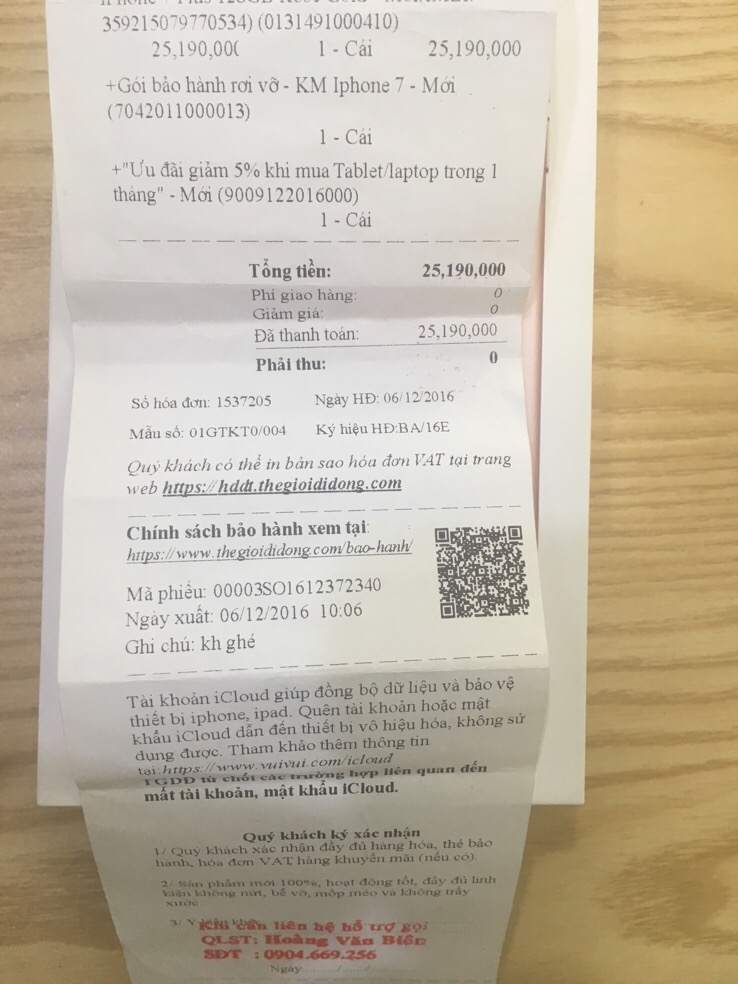 359215079770534) (0131491000410)
25,190,00( 1 - Cái 25,190,000
+Gói bảo hành rơi vỡ - KM Iphone 7 - Mới
(7042011000013)
1 - Cái
+"Ưu đãi giảm 5% khi mua Tablet/laptop trong 1
tháng" - Mới (9009122016000)
1 - Cái
Tổng tiền: 25,190,000
Phí giao hàng: 0
Giảm giá: 0
Đã thanh toán: 25,190,000
Phải thu: 0
Số hóa đơn: 1537205 Ngày HĐ: 06/12/2016
Mẫu số: 01GTKT0/004 Ký hiệu HĐ:BA/16E
Quý khách có thể in bản sao hóa đơn VAT tại trang
web https://hddt.thegioididong.com
Chính sách bảo hành xem tại:
https://www.thegioididong.com/bao-hanh/
Mã phiếu: 00003SO1612372340
Ngày xuất: 06/12/2016 10:06
Ghi chú: kh ghé
Tài khoản iCloud giúp đồng bộ dữ liệu và bảo vệ
thiết bị iphone, ipad. Quên tài khoản hoặc mật
khẩu iCloud dẫn đến thiết bị vô hiệu hóa, không sử
dụng được. Tham khảo thêm thông tin
tại:https://www.vuivui.com/icloud
TGDD từ chối các trường hợp liên quan đến
mất tài khoản, mật khẩu iCloud.
Quý khách ký xác nhận
1/ Quý khách xác nhận đầy đủ hàng hóa, thẻ bảo
hành, hóa đơn VAT hàng khuyến mãi (nếu có).
2/ Sản phẩm mới 100%, hoạt động tốt, đầy đủ linh
kiện không nứt, bể vỡ, móp méo và không trầy
xước
3/ Ý
Khi cần liên hệ hỗ trợ gọi
QLST: Hoàng Văn Biên
SĐT : 0904.669.256
Ngày